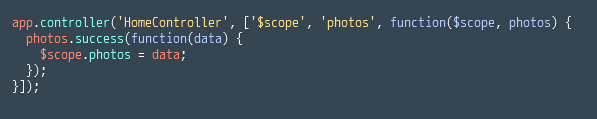 app.controller('HomeController', ['$scope', 'photos', function($scope, photos) {
  photos.success(function(data) {
    $scope.photos = data;
  });
}]);